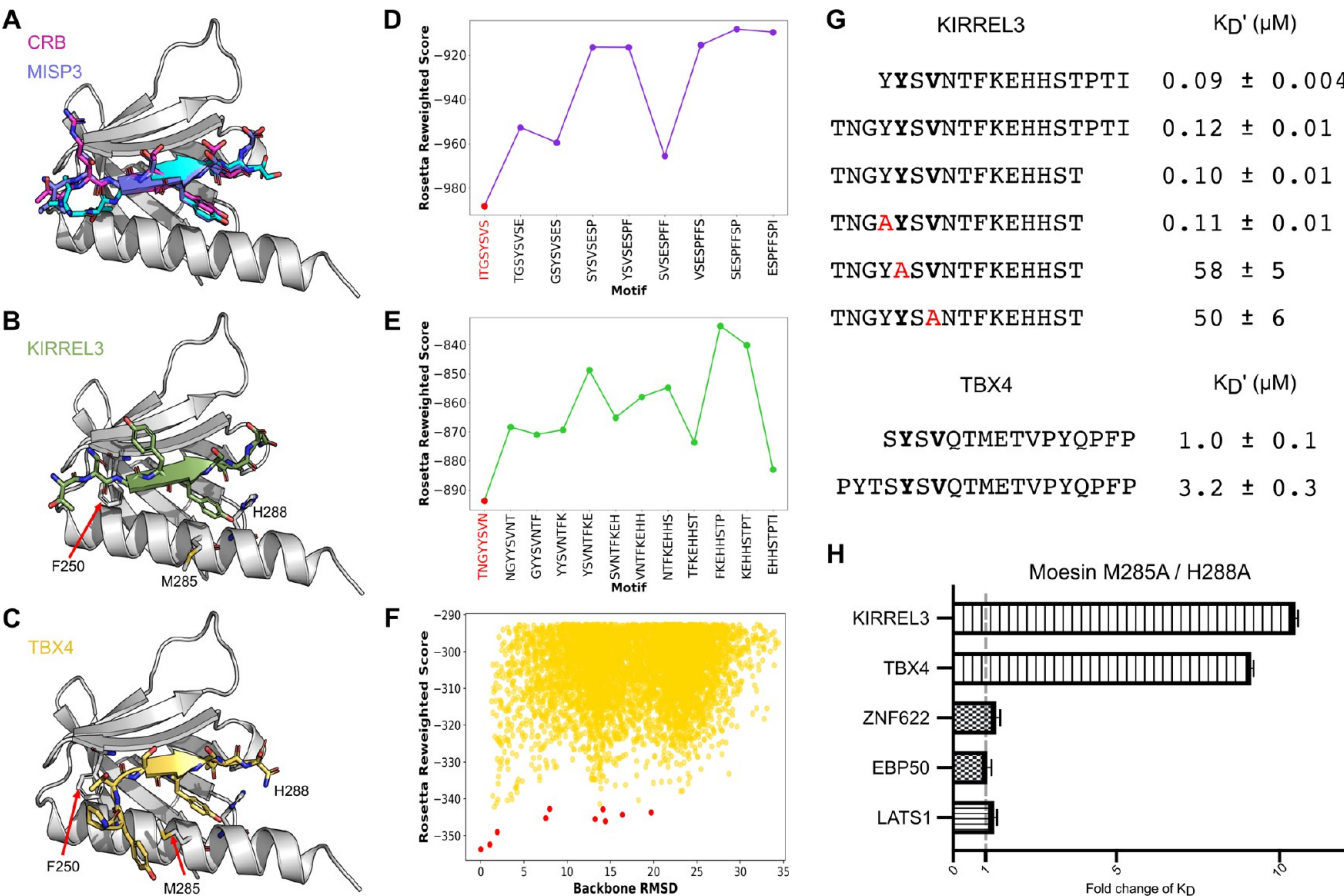 A
CRB
MISP3
B
KIRREL3
F250
M285
H288
C
TBX4
F250
M285
H288
D
Rosetta Reweighted Score
−920
−940
−960
−980
ITGSYSVS
TGSYSVSE
GSYSVSES
SYSVSESP
YSVSESPF
SVSESPFF
VSESPFFS
SESPFFSP
ESPFFSPI
Motif
E
Rosetta Reweighted Score
−840
−850
−860
−870
−880
−890
TNGYYSVN
NGYYSVNT
GYYSVNTF
YYSVNTFK
YSVNTFKE
SVNTFKEH
VNTFKEHH
NTFKEHHS
TFKEHHST
FKEHHSTP
KEHHSTPT
EHHSTPTI
Motif
F
Rosetta Reweighted Score
−290
−300
−310
−320
−330
−340
−350
0 5 10 15 20 25 30 35
Backbone RMSD
G
KIRREL3 KD' (µM)
YYSVNTFKEHHSTPTI 0.09 ± 0.004
TNGYYSVNTFKEHHSTPTI 0.12 ± 0.01
TNGYYSVNTFKEHHST 0.10 ± 0.01
TNGAYSVNTFKEHHST 0.11 ± 0.01
TNGYASVNTFKEHHST 58 ± 5
TNGYYSANTFKEHHST 50 ± 6
TBX4 KD' (µM)
SYSVQTMETVPYQPFP 1.0 ± 0.1
PYTSYSVQTMETVPYQPFP 3.2 ± 0.3
H
Moesin M285A / H288A
KIRREL3
TBX4
ZNF622
EBP50
LATS1
0 1 5 10
Fold change of KD